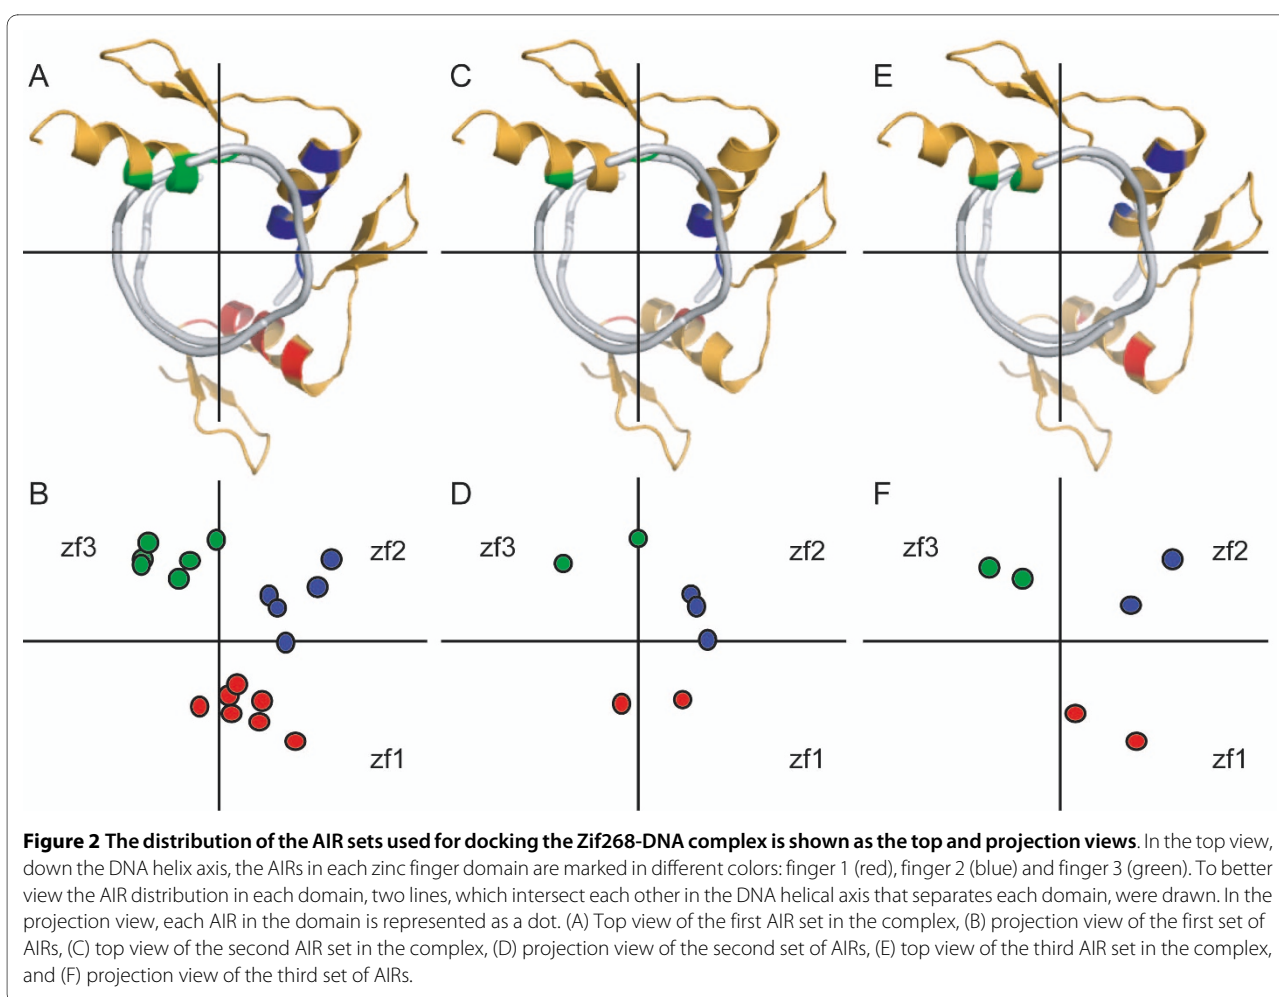 A
C
E
B
D
F
zf3
zf2
zf3
zf2
zf3
zf2
zf1
zf1
zf1
Figure 2 The distribution of the AIR sets used for docking the Zif268-DNA complex is shown as the top and projection views. In the top view,
down the DNA helix axis, the AIRs in each zinc finger domain are marked in different colors: finger 1 (red), finger 2 (blue) and finger 3 (green). To better
view the AIR distribution in each domain, two lines, which intersect each other in the DNA helical axis that separates each domain, were drawn. In the
projection view, each AIR in the domain is represented as a dot. (A) Top view of the first AIR set in the complex, (B) projection view of the first set of
AIRs, (C) top view of the second AIR set in the complex, (D) projection view of the second set of AIRs, (E) top view of the third AIR set in the complex,
and (F) projection view of the third set of AIRs.